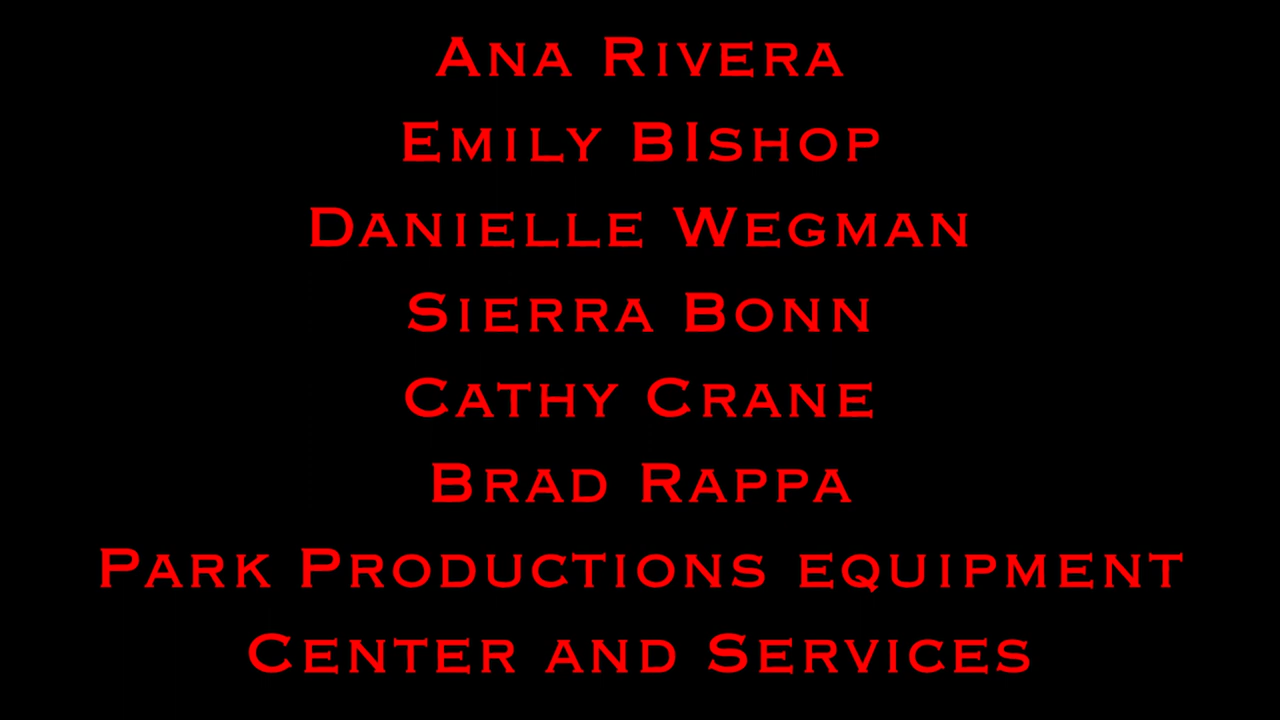 Ana Rivera
Emily BIshop
Danielle Wegman
Sierra Bonn
Cathy Crane
Brad Rappa
Park Productions equipment
Center and Services